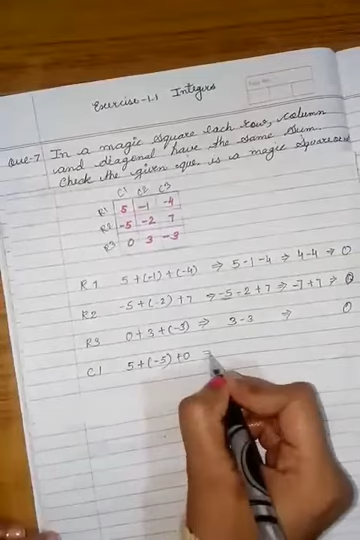 Exercise-1.1 Integers
Que-7 In a magic square each row, column
and diagonal have the same sum.
Check the given que. is a magic square or
C1 C2 C3
R1 5 -1 -4
R2 -5 -2 7
R3 0 3 -3
R1 5+(-1)+(-4) ⇒ 5-1-4 ⇒ 4-4 ⇒ 0
R2 -5+(-2)+7 ⇒ -5-2+7 ⇒ -7+7 ⇒ 0
R3 0+3+(-3) ⇒ 3-3 ⇒ 0
C1 5+(-5)+0